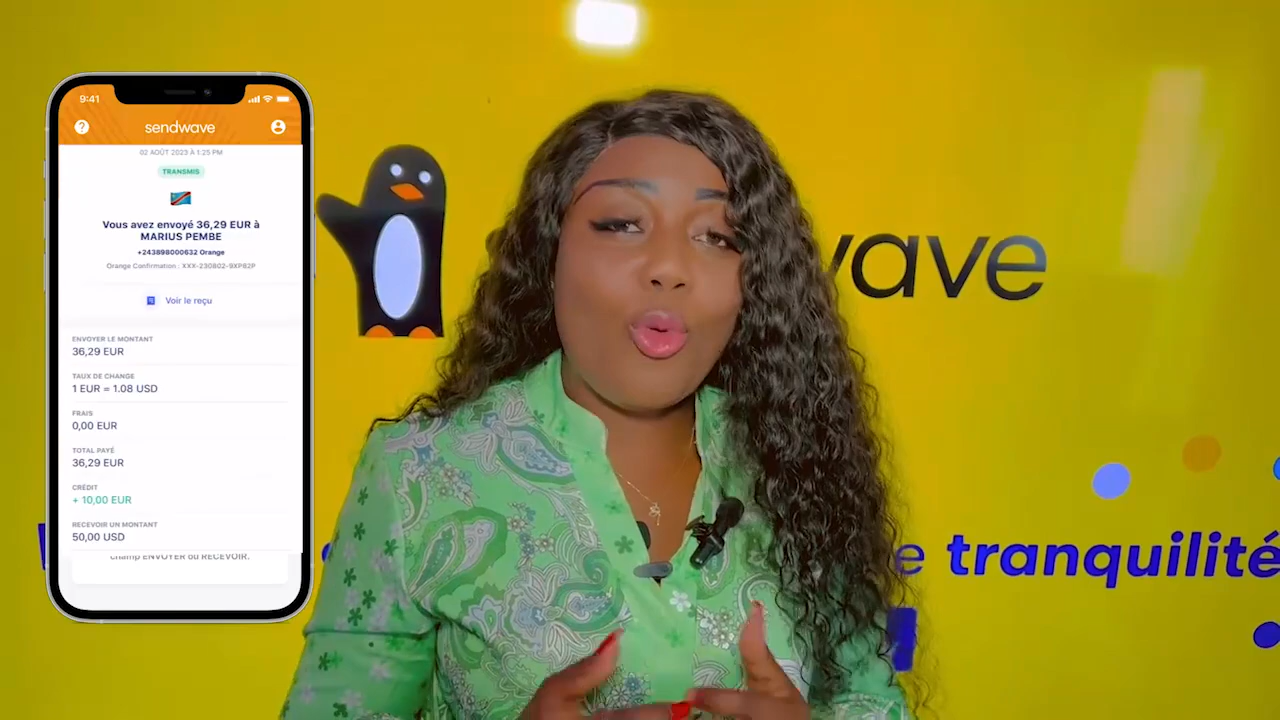 9:41
sendwave
02 AOÛT 2023 À 1:25 PM
TRANSMIS
Vous avez envoyé 36,29 EUR à
MARIUS PEMBE
+243898000632 Orange
Orange Confirmation : XXX-230802-9XPB2P
Voir le reçu
ENVOYER LE MONTANT
36,29 EUR
TAUX DE CHANGE
1 EUR = 1.08 USD
FRAIS
0,00 EUR
TOTAL PAYÉ
36,29 EUR
CRÉDIT
+ 10,00 EUR
RECEVOIR UN MONTANT
50,00 USD
champ ENVOYER ou RECEVOIR.
wave
e tranquilité